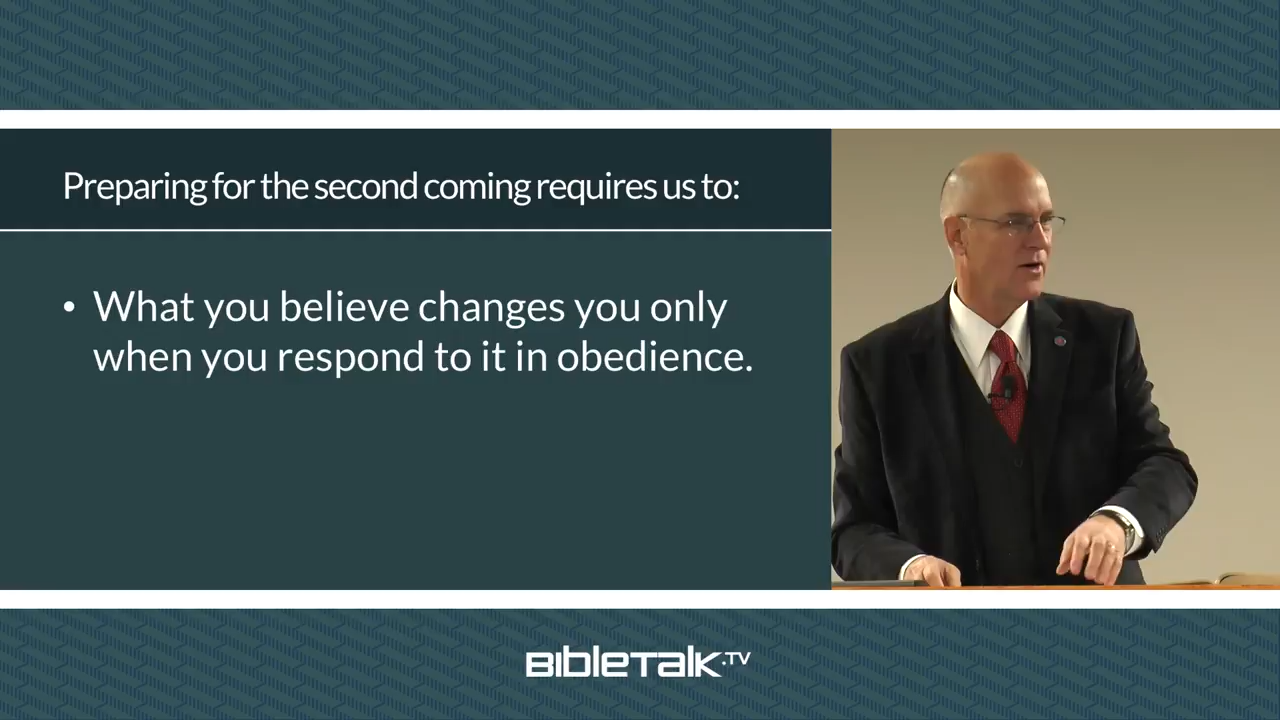 Preparing for the second coming requires us to:
• What you believe changes you only
when you respond to it in obedience.
BibleTalk.TV